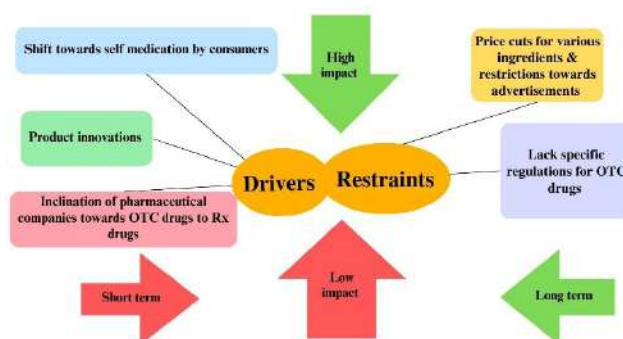 Shift towards self medication by consumers
High
impact
Price cuts for various
ingredients &
restrictions towards
advertisements
Product innovations
Drivers
Restraints
Lack specific
regulations for OTC
drugs
Inclination of pharmaceutical
companies towards OTC drugs to Rx
drugs
Short term
Low
impact
Long term